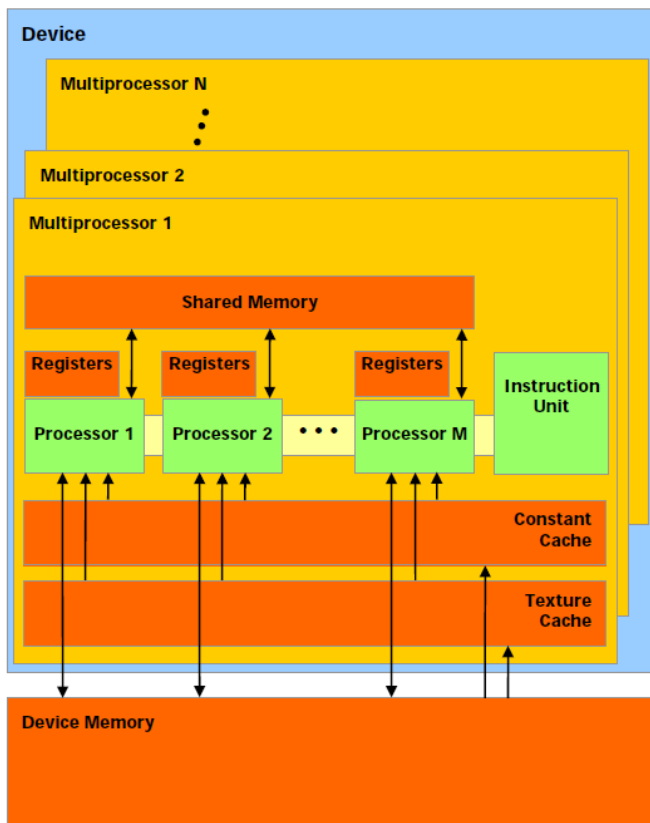 Device
Multiprocessor N
Multiprocessor 2
Multiprocessor 1
Shared Memory
Registers
Registers
Registers
Instruction
Unit
Processor 1
Processor 2
Processor M
Constant
Cache
Texture
Cache
Device Memory